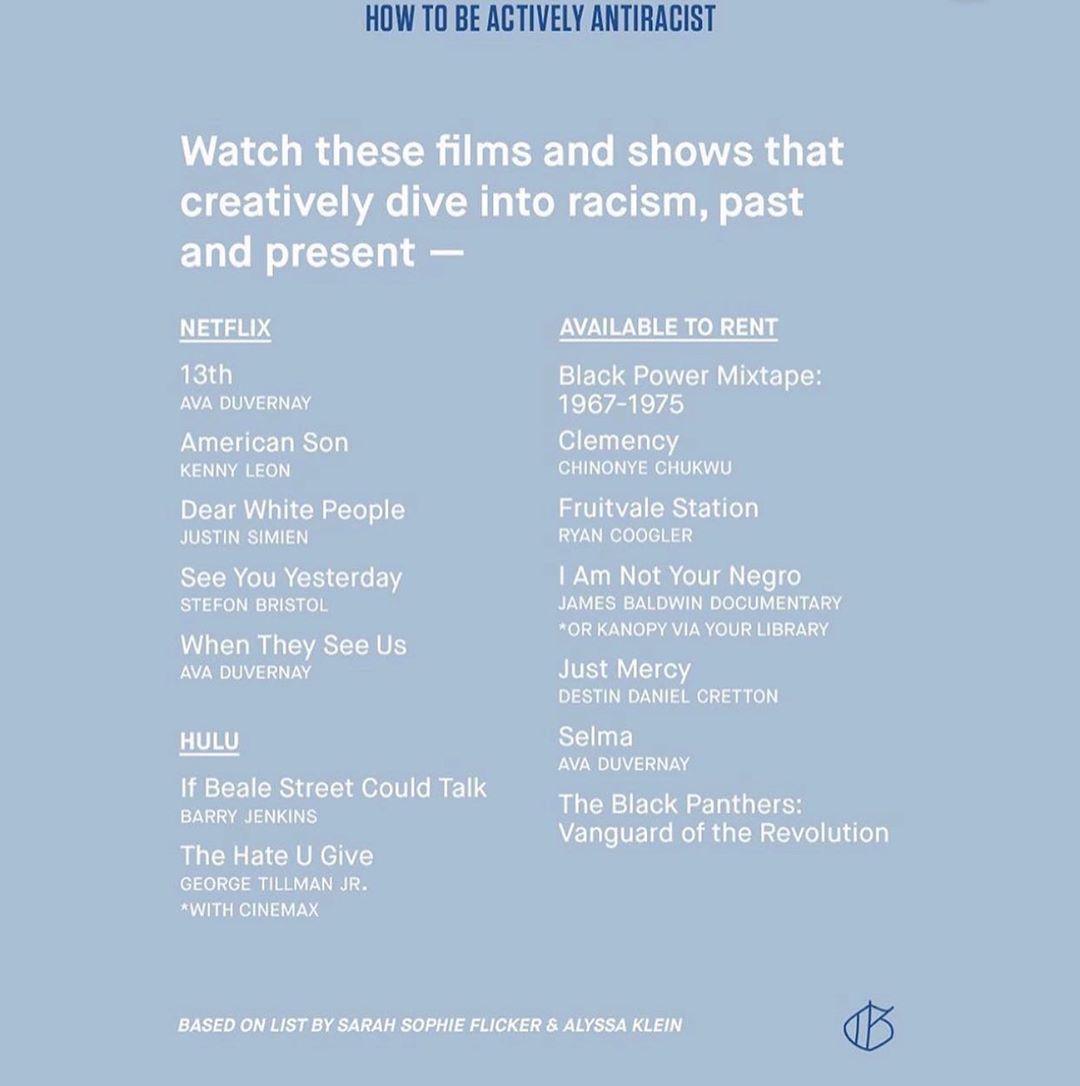 HOW TO BE ACTIVELY ANTIRACIST
Watch these films and shows that
creatively dive into racism, past
and present —
NETFLIX
13th
AVA DUVERNAY
American Son
KENNY LEON
Dear White People
JUSTIN SIMIEN
See You Yesterday
STEFON BRISTOL
When They See Us
AVA DUVERNAY
HULU
If Beale Street Could Talk
BARRY JENKINS
The Hate U Give
GEORGE TILLMAN JR.
*WITH CINEMAX
AVAILABLE TO RENT
Black Power Mixtape:
1967-1975
Clemency
CHINONYE CHUKWU
Fruitvale Station
RYAN COOGLER
I Am Not Your Negro
JAMES BALDWIN DOCUMENTARY
*OR KANOPY VIA YOUR LIBRARY
Just Mercy
DESTIN DANIEL CRETTON
Selma
AVA DUVERNAY
The Black Panthers:
Vanguard of the Revolution
BASED ON LIST BY SARAH SOPHIE FLICKER & ALYSSA KLEIN